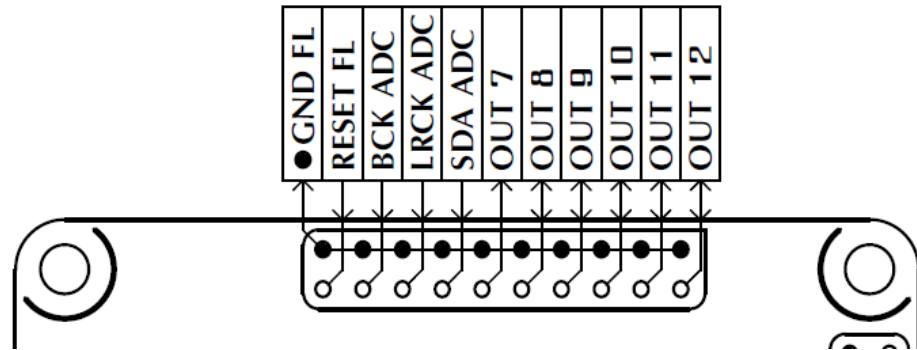 GND FL
RESET FL
BCK ADC
LRCK ADC
SDA ADC
OUT 7
OUT 8
OUT 9
OUT 10
OUT 11
OUT 12